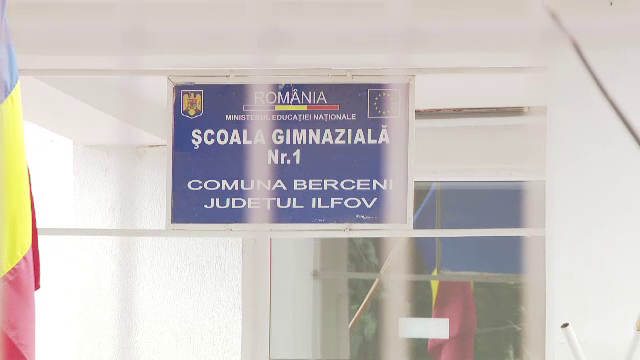 ROMÂNIA
MINISTERUL EDUCAȚIEI NAȚIONALE
ȘCOALA GIMNAZIALĂ
Nr.1
COMUNA BERCENI
JUDEȚUL ILFOV